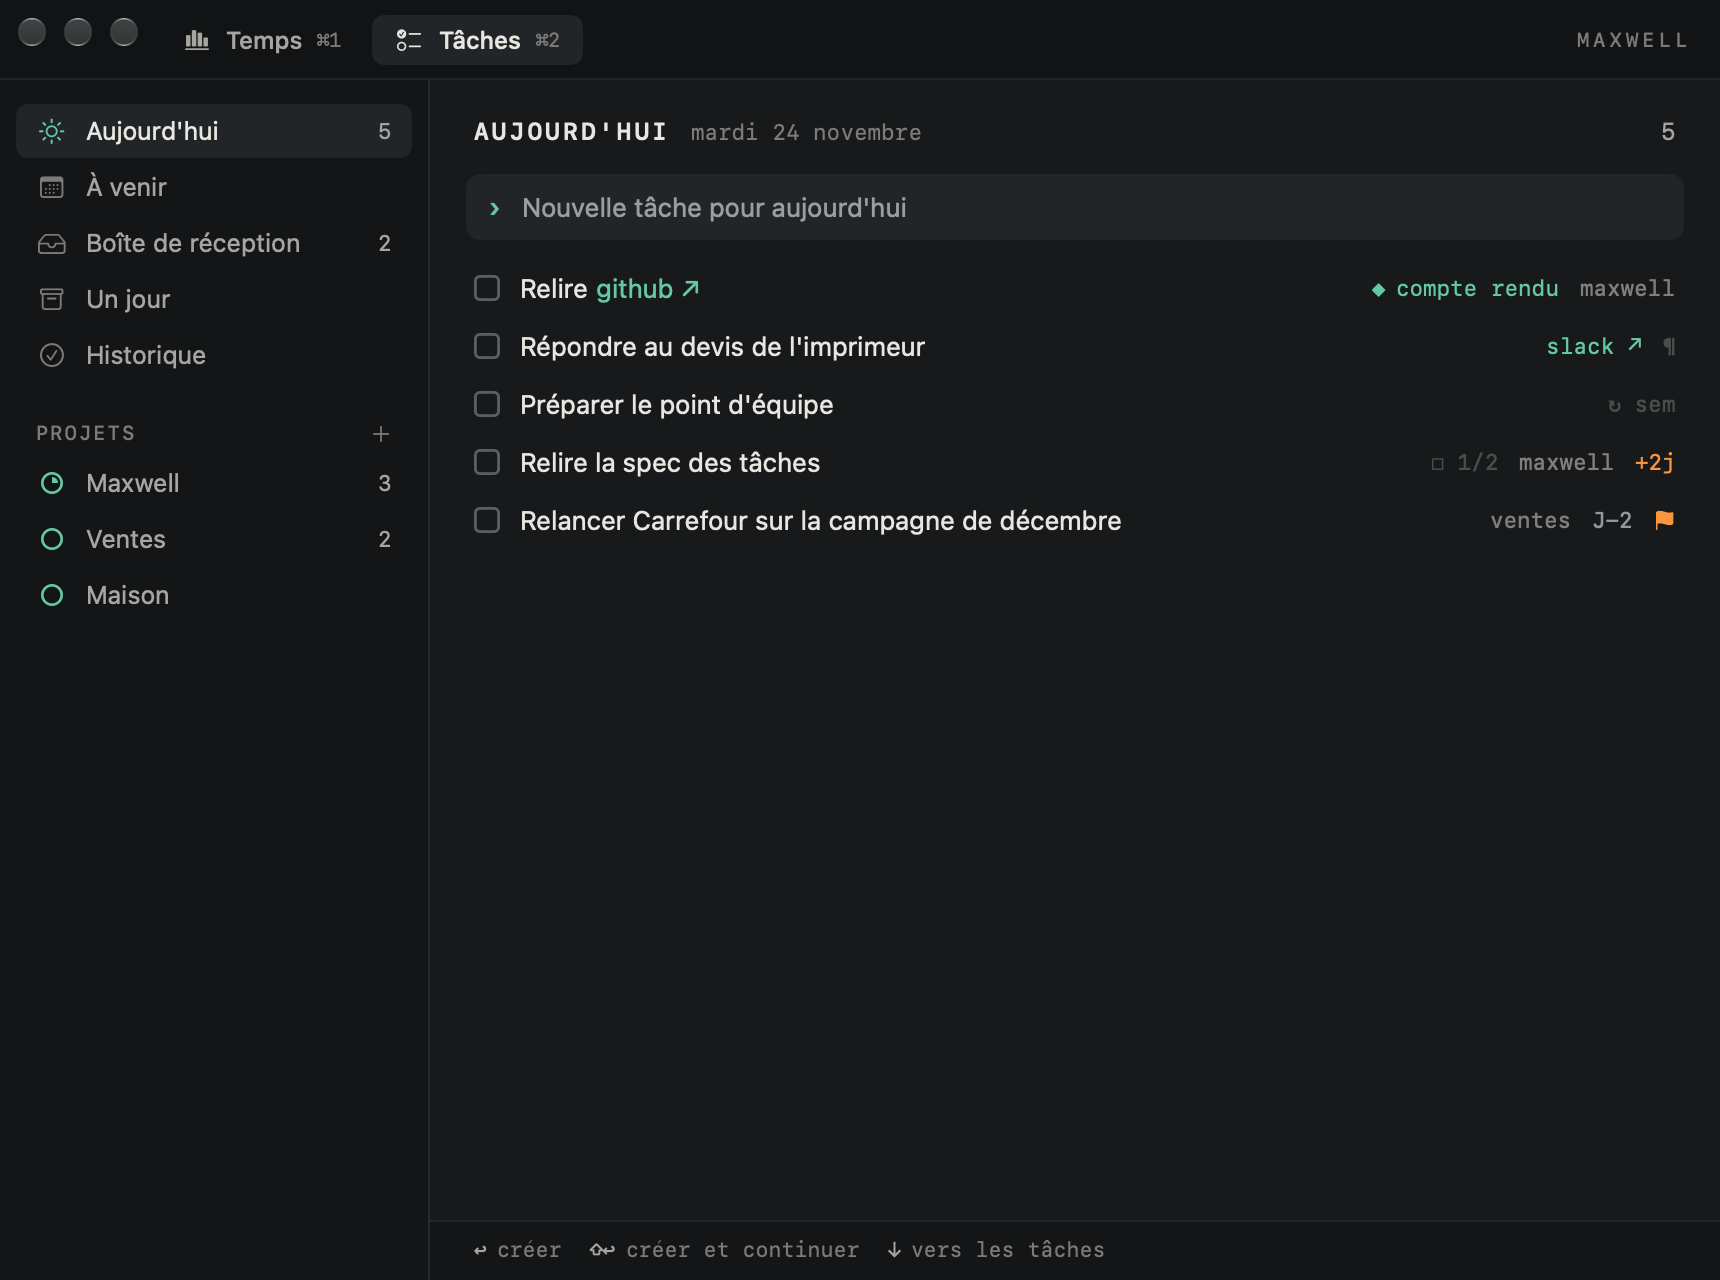 Temps ⌘1 Tâches ⌘2 MAXWELL
Aujourd'hui 5
À venir
Boîte de réception 2
Un jour
Historique
PROJETS +
Maxwell 3
Ventes 2
Maison
AUJOURD'HUI mardi 24 novembre 5
› Nouvelle tâche pour aujourd'hui
Relire github ↗ ◆ compte rendu maxwell
Répondre au devis de l'imprimeur slack ↗ ¶
Préparer le point d'équipe ↻ sem
Relire la spec des tâches ☐ 1/2 maxwell +2j
Relancer Carrefour sur la campagne de décembre ventes J–2
↩ créer ⇧↩ créer et continuer ↓ vers les tâches